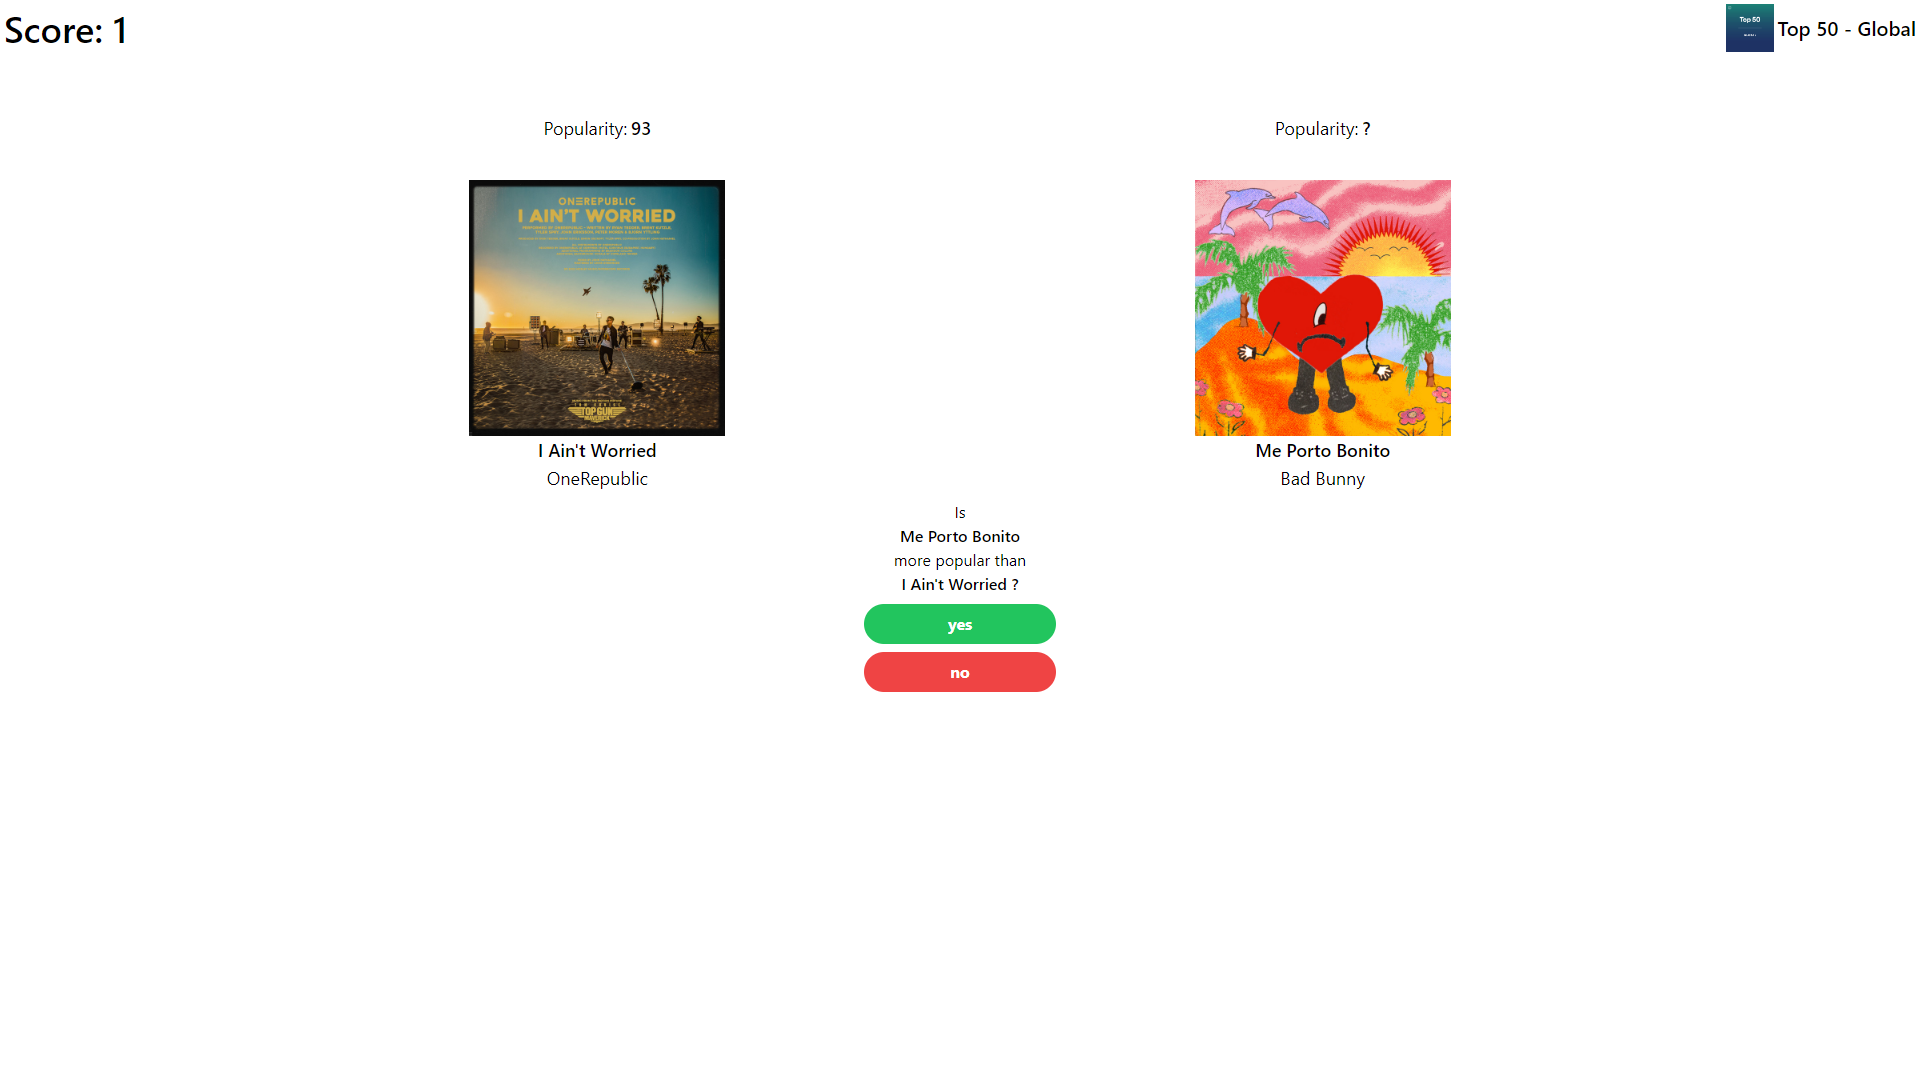 Score: 1
Top 50
Top 50 - Global
Popularity: 93
Popularity: ?
ONEREPUBLIC
I AIN'T WORRIED
TOP GUN
MAVERICK
I Ain't Worried
OneRepublic
Me Porto Bonito
Bad Bunny
Is
Me Porto Bonito
more popular than
I Ain't Worried ?
yes
no